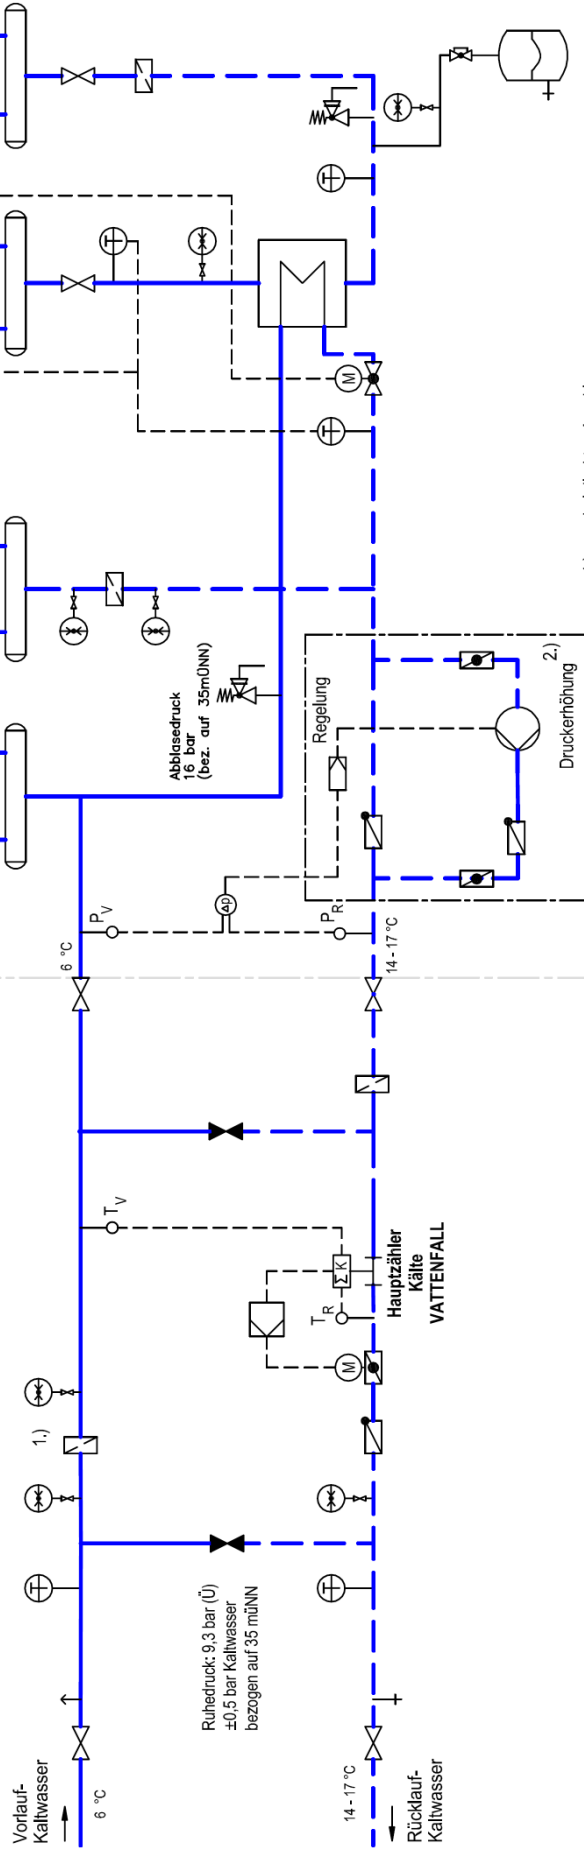 M
Abblasedruck
16 bar
(bez. auf 35müNN)
Regelung
2.)
Druckerhöhung
Δp
P V
P R
6 °C
14 - 17 °C
T V
Σ K
T R
Hauptzähler
Kälte
VATTENFALL
M
1.)
Ruhedruck: 9,3 bar (Ü)
±0,5 bar Kaltwasser
bezogen auf 35 müNN
Vorlauf-
Kaltwasser
6 °C
14 - 17 °C
Rücklauf-
Kaltwasser